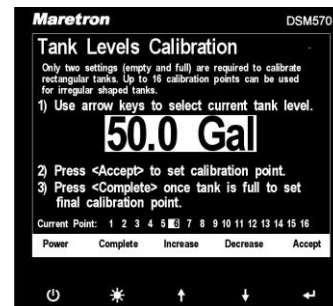 Maretron DSM570
Tank Levels Calibration
Only two settings (empty and full) are required to calibrate
rectangular tanks. Up to 16 calibration points can be used
for irregular shaped tanks.
1) Use arrow keys to select current tank level.
50.0 Gal
2) Press <Accept> to set calibration point.
3) Press <Complete> once tank is full to set
final calibration point.
Current Point: 1 2 3 4 5 6 7 8 9 10 11 12 13 14 15 16
Power Complete Increase Decrease Accept